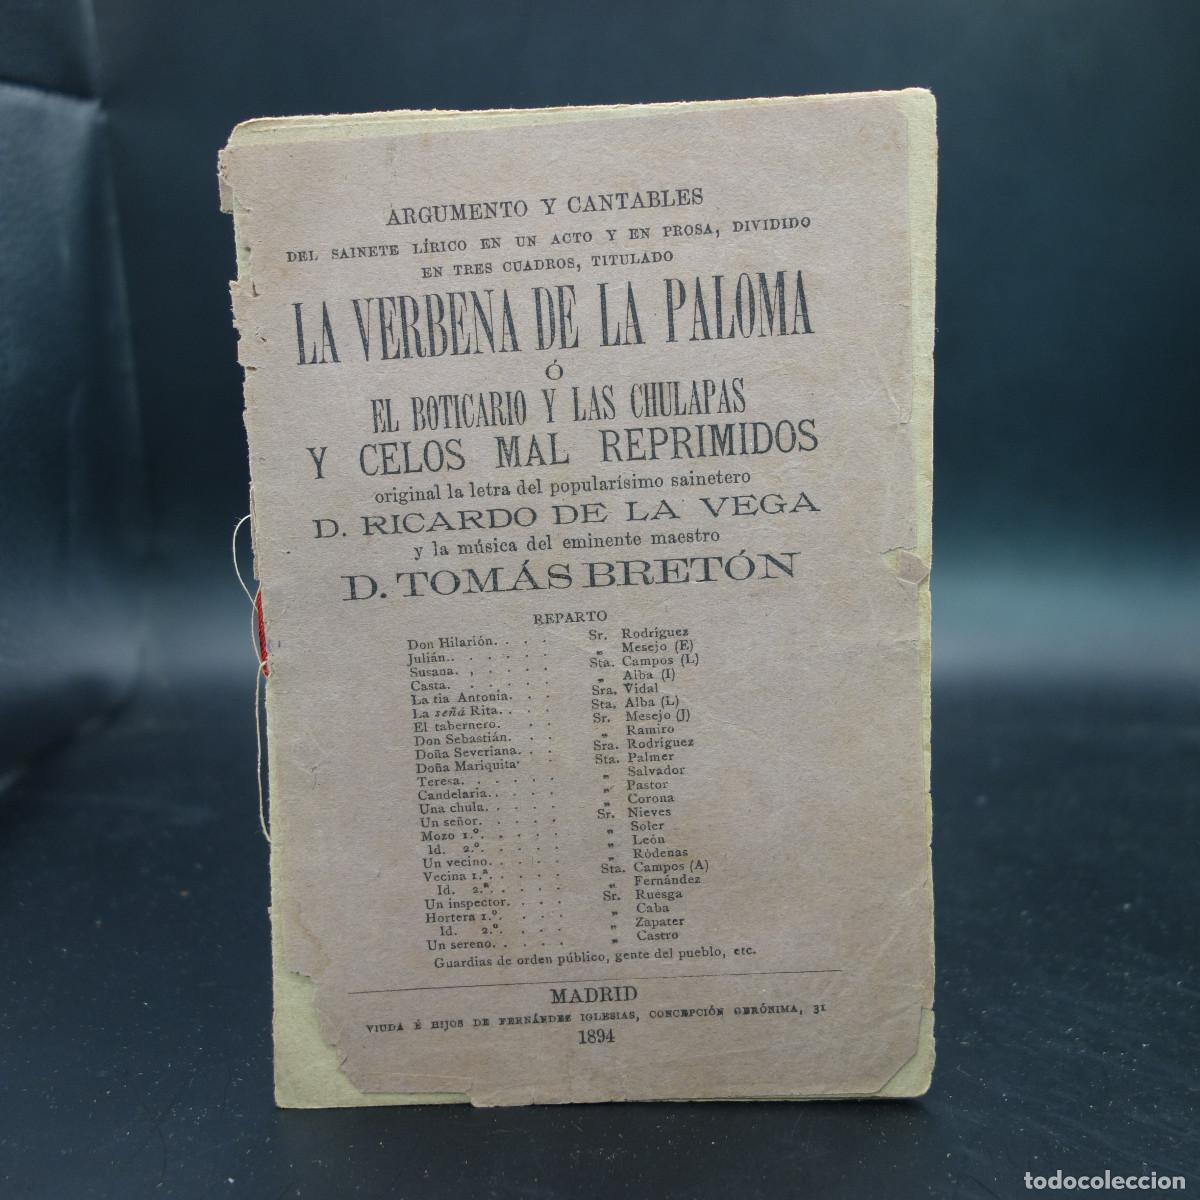 ARGUMENTO Y CANTABLES
DEL SAINETE LÍRICO EN UN ACTO Y EN PROSA, DIVIDIDO
EN TRES CUADROS, TITULADO
LA VERBENA DE LA PALOMA
Ó
EL BOTICARIO Y LAS CHULAPAS
Y CELOS MAL REPRIMIDOS
original la letra del popularísimo sainetero
D. RICARDO DE LA VEGA
y la música del eminente maestro
D. TOMÁS BRETÓN
REPARTO
Don Hilarión. . . . Sr. Rodríguez
Julián.. . . . . . . „ Mesejo (E)
Susana. . . . . . . Sta. Campos (L)
Casta. . . . . . . „ Alba (I)
La tia Antonia. . . . Sra. Vidal
La señá Rita. . . . . Sta. Alba (L)
El tabernero. . . . . Sr. Mesejo (J)
Don Sebastián. . . . „ Ramiro
Doña Severiana. . . . Sra. Rodríguez
Doña Mariquita . . . Sta. Palmer
Teresa. . . . . . . „ Salvador
Candelaria. . . . . . „ Pastor
Una chula. . . . . . „ Corona
Un señor. . . . . . Sr. Nieves
Mozo 1.º. . . . . . „ Soler
Id. 2.º. . . . . . „ León
Un vecino. . . . . . „ Ródenas
Vecina 1.ª. . . . . . Sta. Campos (A)
Id. 2.ª. . . . . . „ Fernández
Un inspector. . . . . Sr. Ruesga
Hortera 1.º. . . . . „ Caba
Id. 2.º. . . . . „ Zapater
Un sereno. . . . . . „ Castro
Guardias de orden público, gente del pueblo, etc.
MADRID
VIUDA É HIJOS DE FERNÁNDEZ IGLESIAS, CONCEPCIÓN GERÓNIMA, 31
1894
todocoleccion